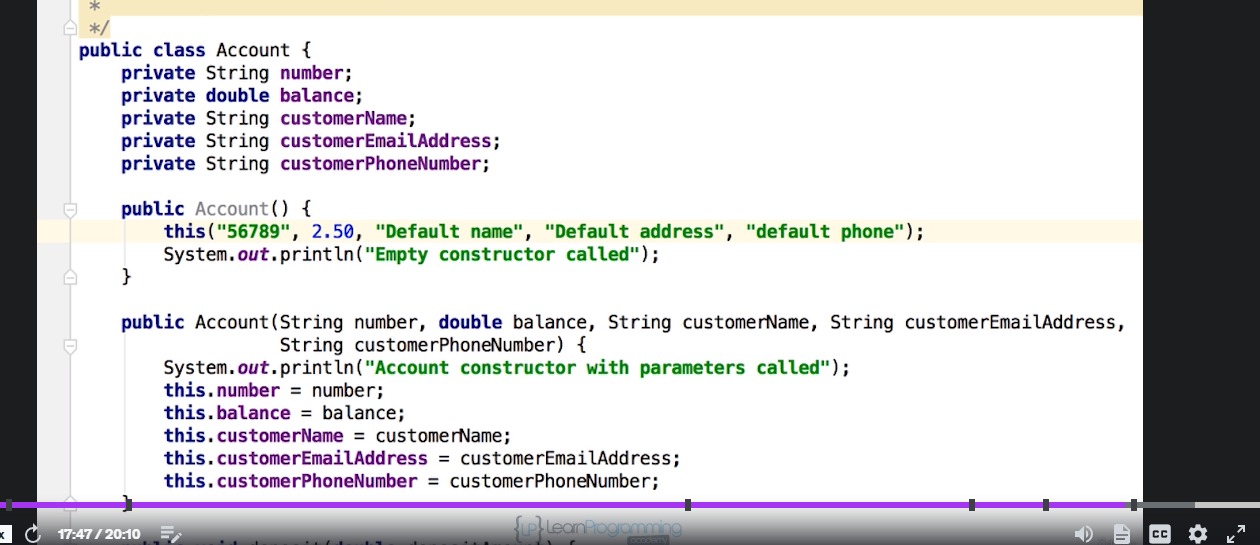 *
*/
public class Account {
private String number;
private double balance;
private String customerName;
private String customerEmailAddress;
private String customerPhoneNumber;
public Account() {
this("56789", 2.50, "Default name", "Default address", "default phone");
System.out.println("Empty constructor called");
}
public Account(String number, double balance, String customerName, String customerEmailAddress,
String customerPhoneNumber) {
System.out.println("Account constructor with parameters called");
this.number = number;
this.balance = balance;
this.customerName = customerName;
this.customerEmailAddress = customerEmailAddress;
this.customerPhoneNumber = customerPhoneNumber;
}
{LP} LearnProgramming
x 17:47 / 20:10 CC